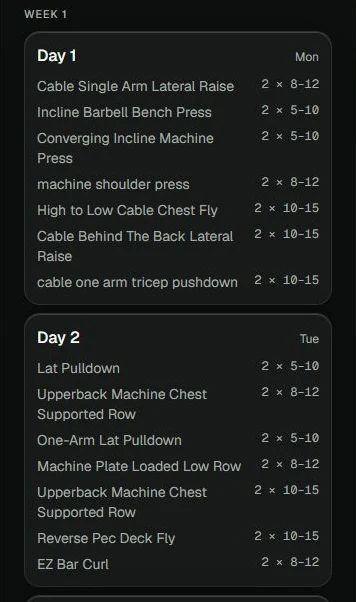 WEEK 1
Day 1 Mon
Cable Single Arm Lateral Raise 2 × 8–12
Incline Barbell Bench Press 2 × 5–10
Converging Incline Machine 2 × 5–10
Press
machine shoulder press 2 × 8–12
High to Low Cable Chest Fly 2 × 10–15
Cable Behind The Back Lateral 2 × 10–15
Raise
cable one arm tricep pushdown 2 × 10–15
Day 2 Tue
Lat Pulldown 2 × 5–10
Upperback Machine Chest 2 × 8–12
Supported Row
One-Arm Lat Pulldown 2 × 5–10
Machine Plate Loaded Low Row 2 × 8–12
Upperback Machine Chest 2 × 10–15
Supported Row
Reverse Pec Deck Fly 2 × 10–15
EZ Bar Curl 2 × 8–12